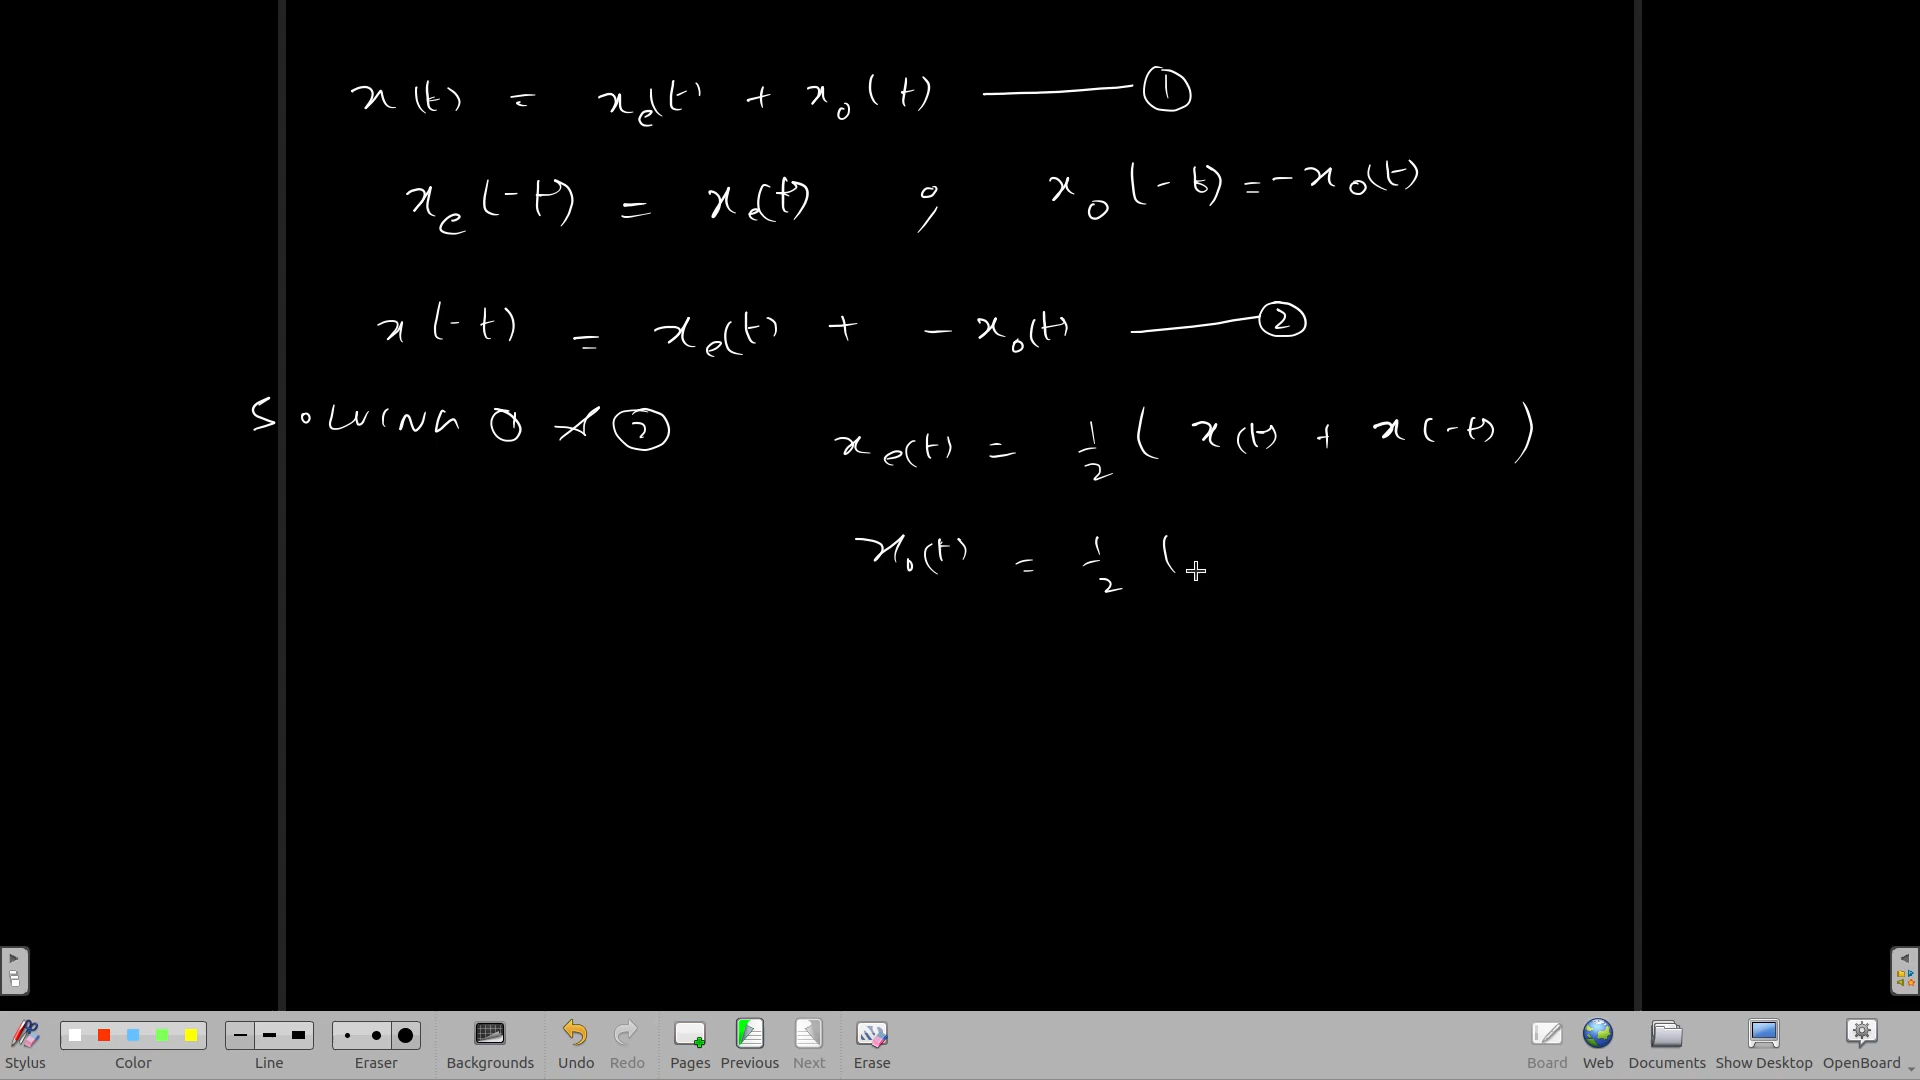 x(t) = xe(t) + xo(t) —— ①
xe(-t) = xe(t) ; xo(-t) = -xo(t)
x(-t) = xe(t) + - xo(t) —— ②
SOLVING ① & ②
xe(t) = 1/2 ( x(t) + x(-t) )
xo(t) = 1/2 (
Stylus Color Line Eraser Backgrounds Undo Redo Pages Previous Next Erase Board Web Documents Show Desktop OpenBoard